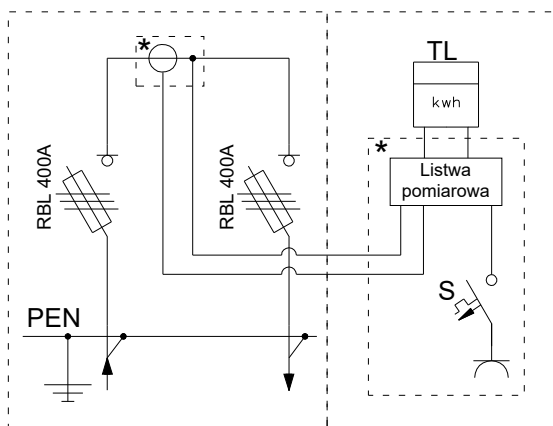 *
TL
kwh
*
Listwa
pomiarowa
RBL 400A
RBL 400A
S
PEN